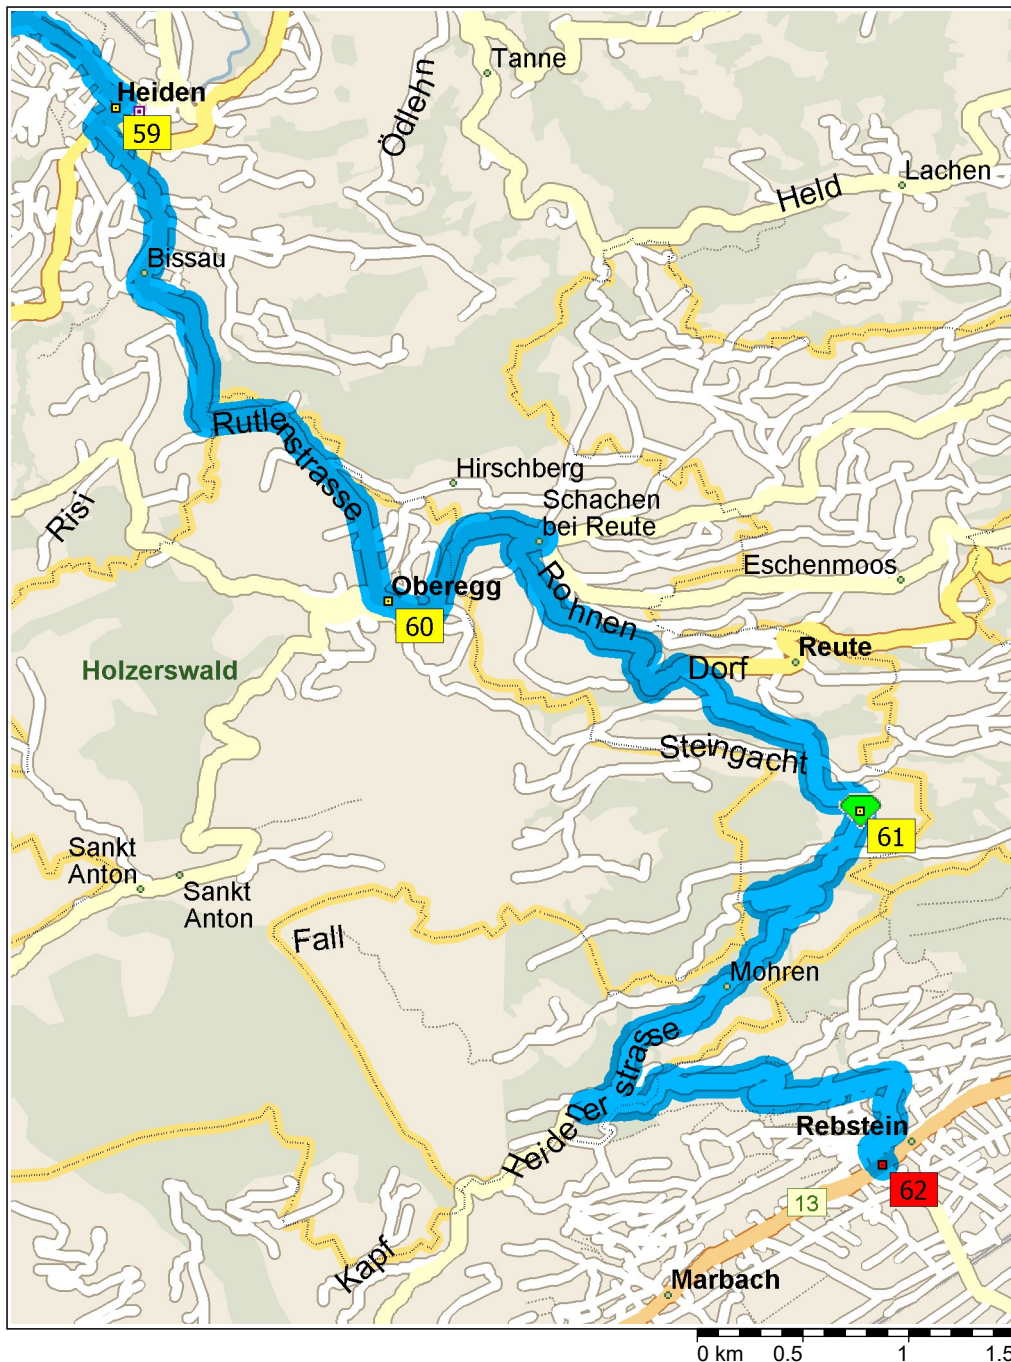 Tanne
Heiden
Ödlehn
59
Lachen
Held
Bissau
Rutlenstrasse
Hirschberg
Risi
Schachen
bei Reute
Eschenmoos
Oberegg
Rohnen
60
Reute
Holzerswald
Dorf
Steingacht
61
Sankt
Anton
Sankt
Anton
Fall
Mohren
Heidener strasse
Rebstein
62
13
Kapf
Marbach
0 km 0.5 1 1.5